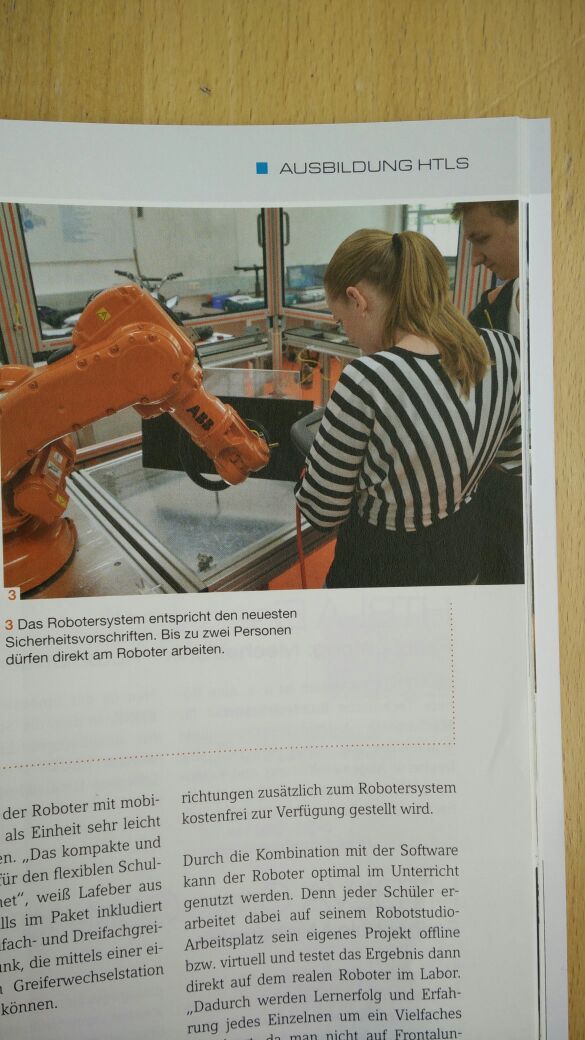 AUSBILDUNG HTLS
ABB
3
3 Das Robotersystem entspricht den neuesten
Sicherheitsvorschriften. Bis zu zwei Personen
dürfen direkt am Roboter arbeiten.
der Roboter mit mobi-
als Einheit sehr leicht
en. „Das kompakte und
für den flexiblen Schul-
net“, weiß Lafeber aus
lls im Paket inkludiert
fach- und Dreifachgrei-
nk, die mittels einer ei-
n Greiferwechselstation
können.
richtungen zusätzlich zum Robotersystem
kostenfrei zur Verfügung gestellt wird.
Durch die Kombination mit der Software
kann der Roboter optimal im Unterricht
genutzt werden. Denn jeder Schüler er-
arbeitet dabei auf seinem Robotstudio-
Arbeitsplatz sein eigenes Projekt offline
bzw. virtuell und testet das Ergebnis dann
direkt auf dem realen Roboter im Labor.
„Dadurch werden Lernerfolg und Erfah-
rung jedes Einzelnen um ein Vielfaches
da man nicht auf Frontalun-